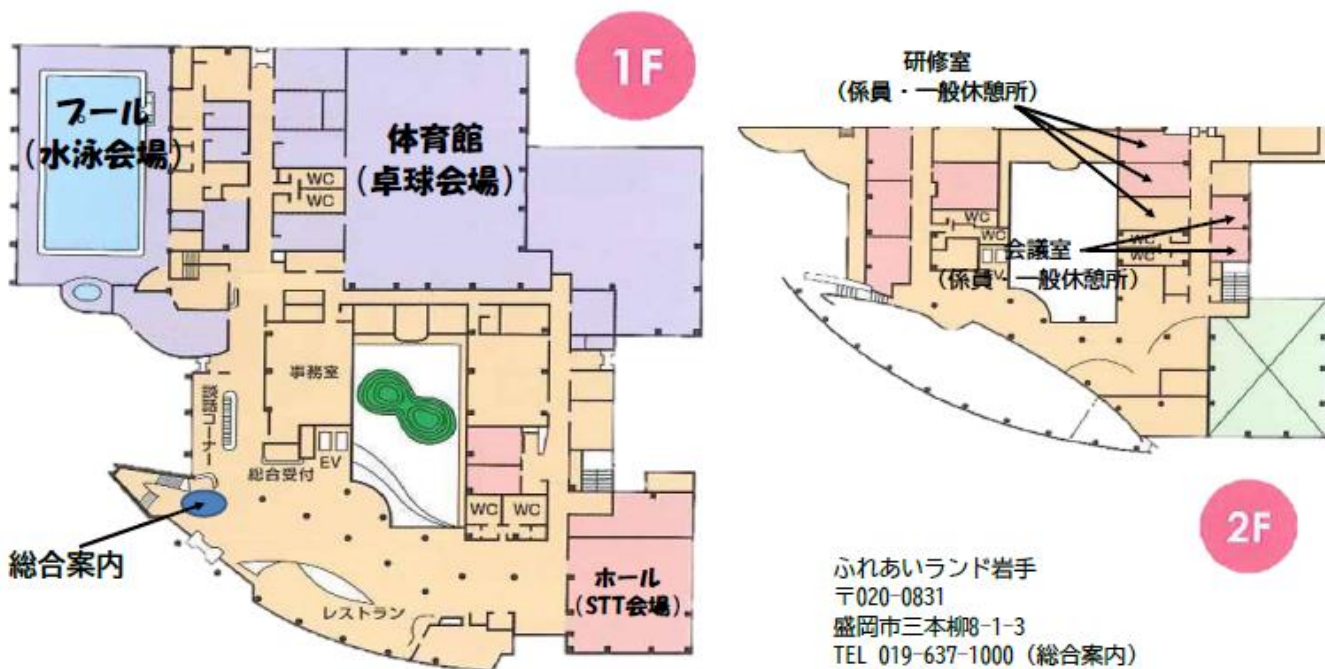 1F
プール
(水泳会場)
体育館
(卓球会場)
WC
WC
事務室
談話コーナー
総合受付
EV
WC
WC
総合案内
レストラン
ホール
(STT会場)
研修室
(係員・一般休憩所)
WC
WC
EV
WC
WC
会議室
(係員・一般休憩所)
2F
ふれあいランド岩手
〒020-0831
盛岡市三本柳8-1-3
TEL 019-637-1000(総合案内)